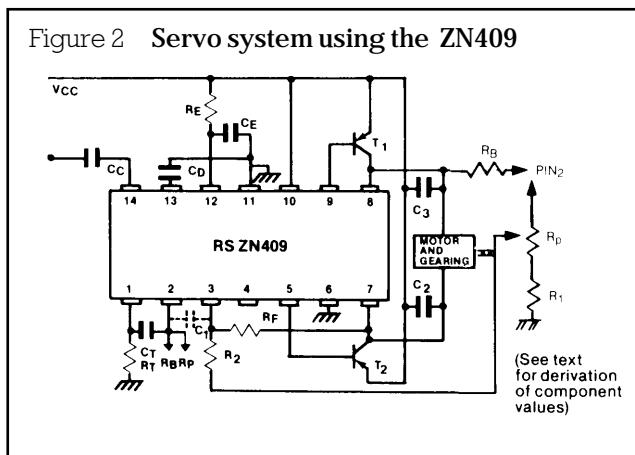 Figure 2 Servo system using the ZN409
VCC
RE
CE
T1
RB
PIN2
CC
CD
C3
14 13 12 11 10 9 8
RS ZN409
MOTOR
AND
GEARING
RP
R1
C2
1 2 3 4 5 6 7
C1
RF
CT
RT
RB RP
R2
T2
(See text
for derivation
of component
values)